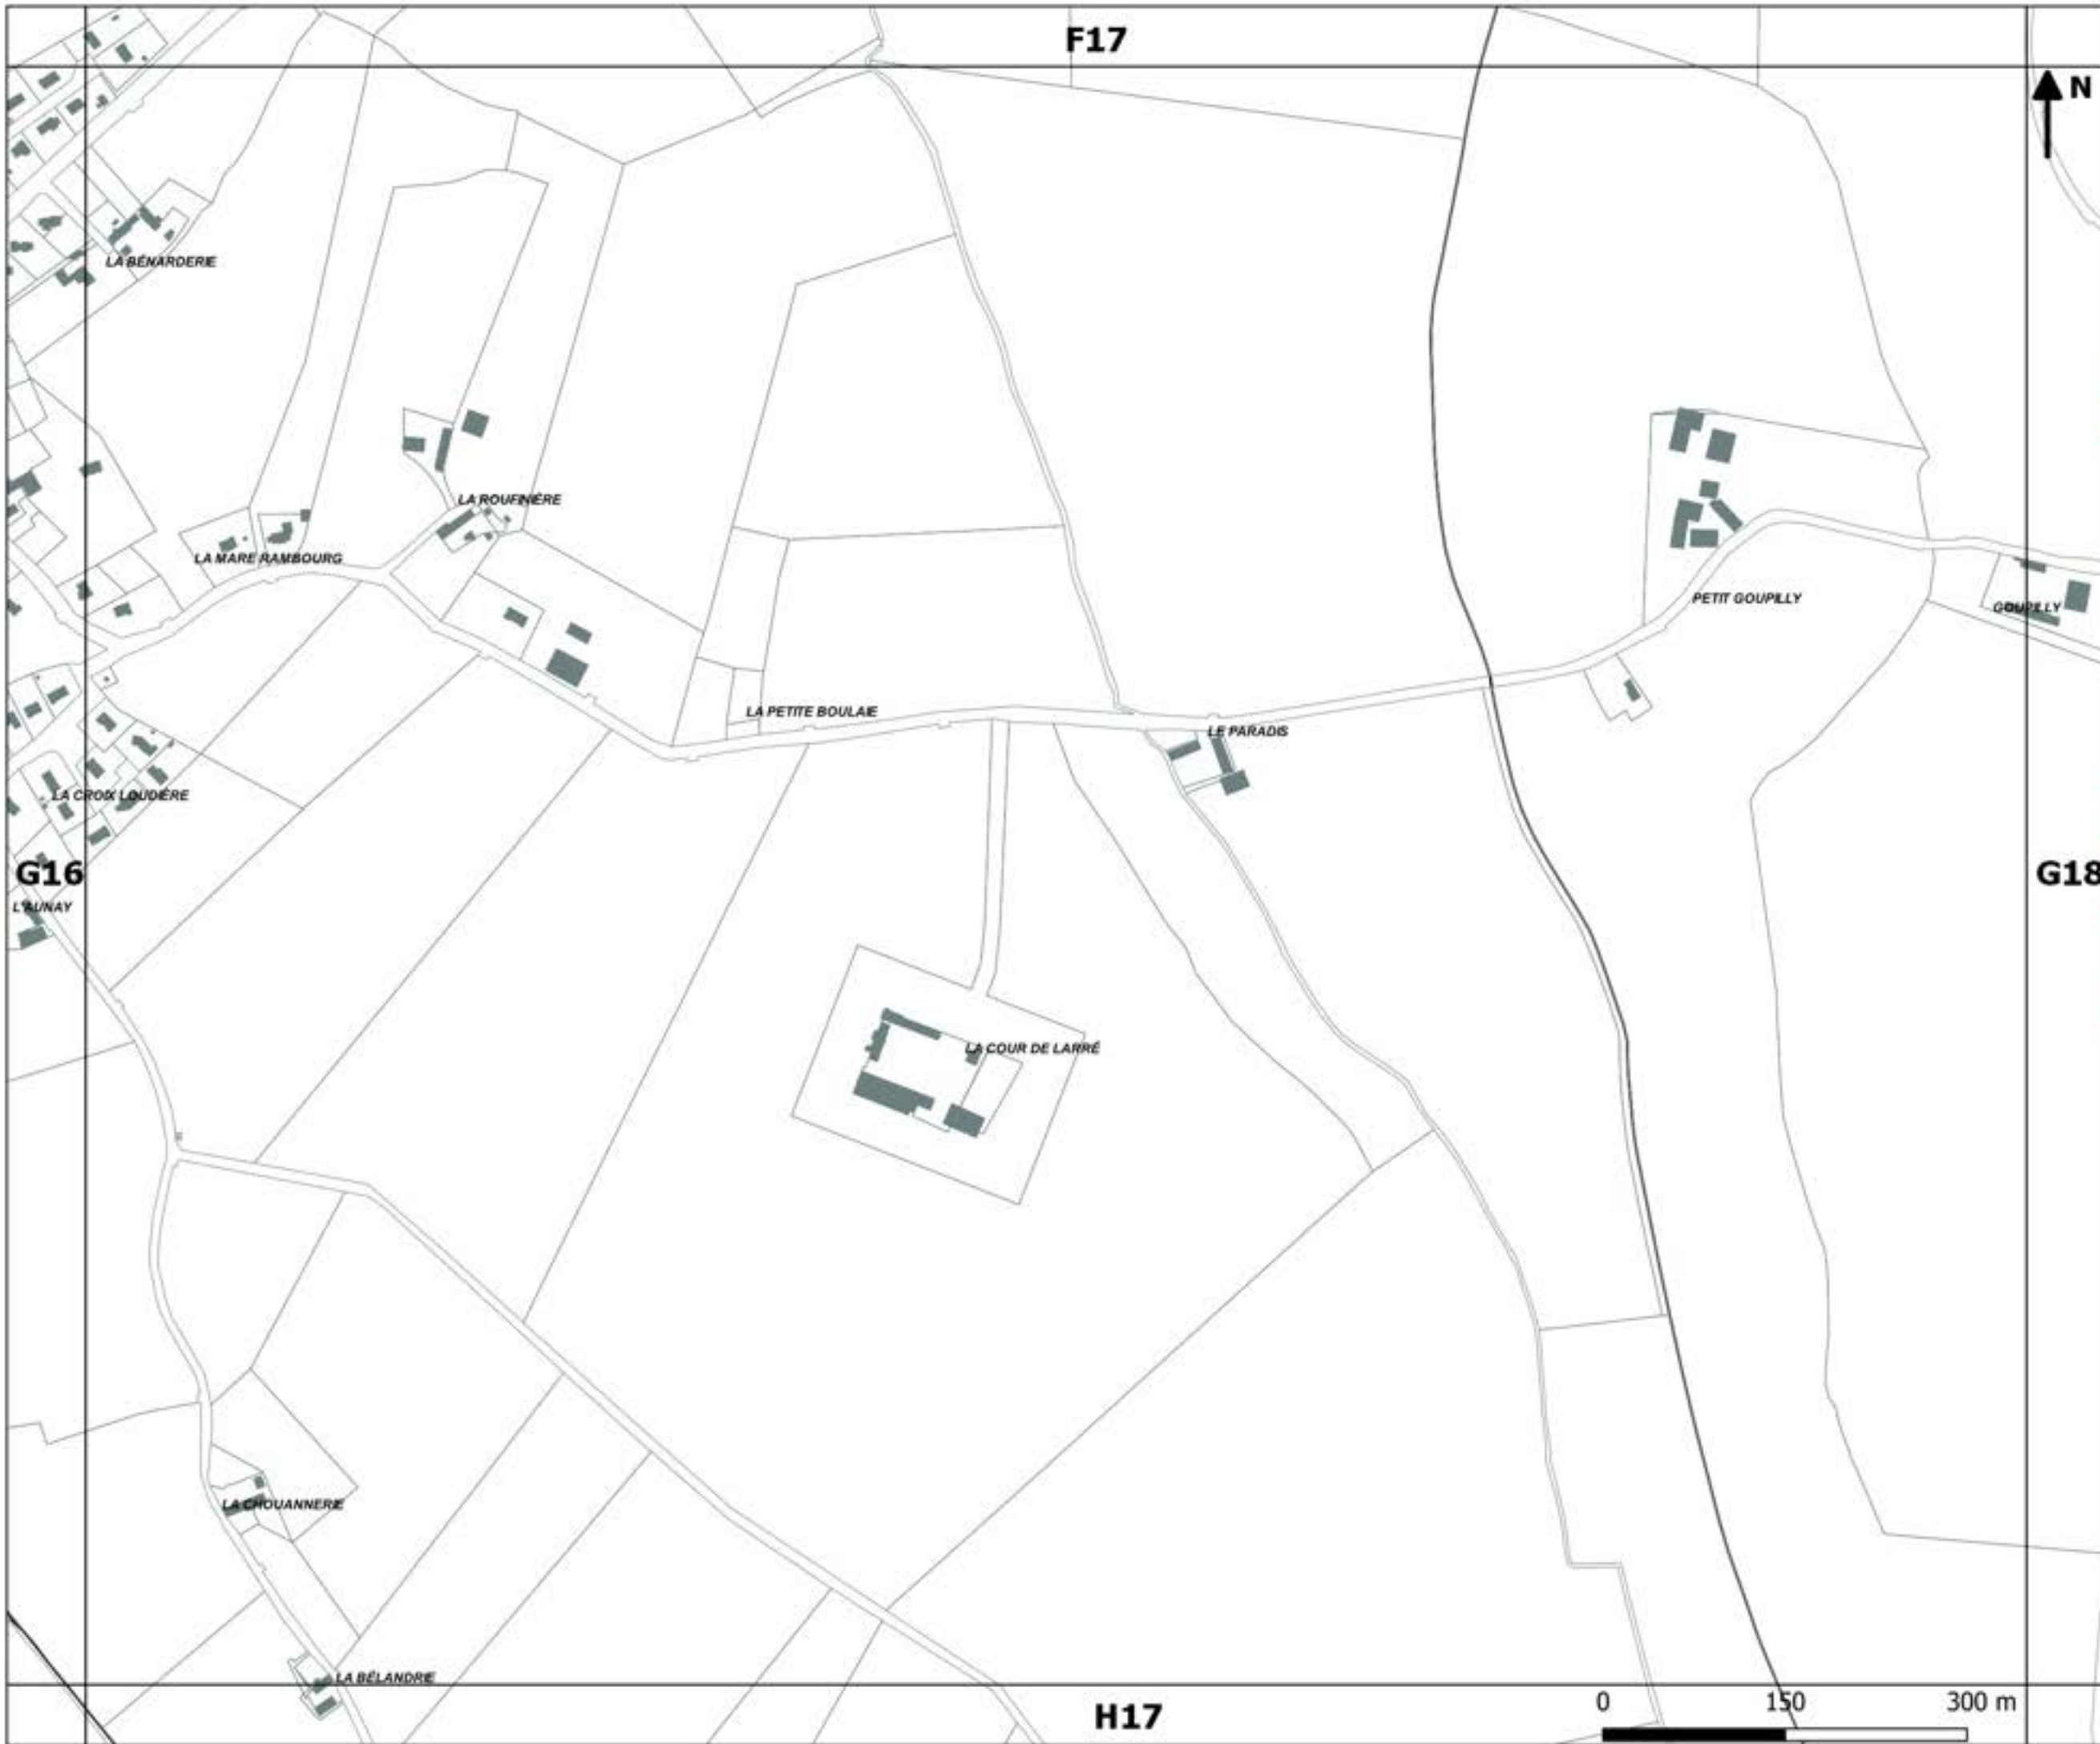 F17
N
LA BÉNARDERIE
LA ROUFINIÈRE
LA MARE RAMBOURG
PETIT GOUPILLY
GOUPILLY
LA PETITE BOULAIE
LE PARADIS
LA CROIX LOUDIÈRE
G16
G18
L'AUNAY
LA COUR DE LARRÉ
LA CHOUANNERIE
LA BÉLANDRIE
H17
0 150 300 m